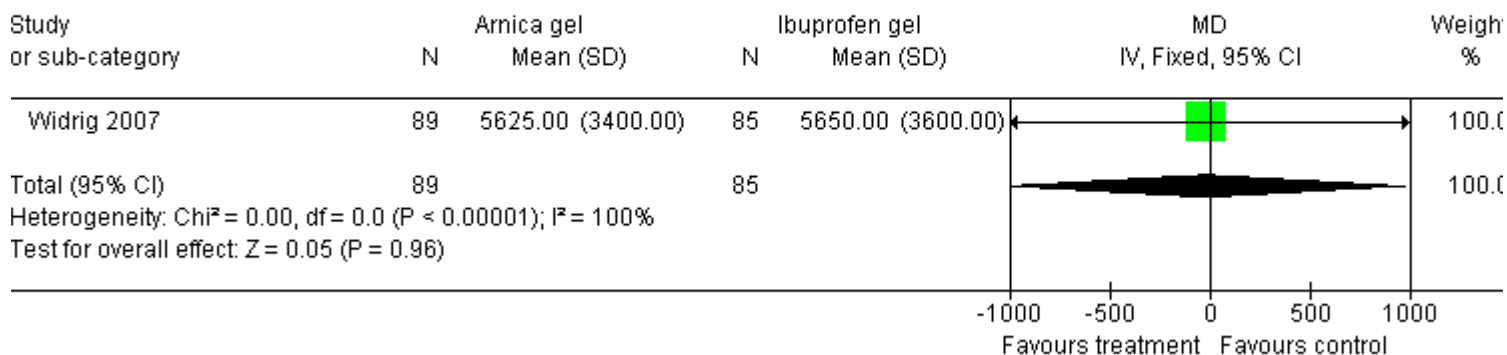 Study Arnica gel Ibuprofen gel MD Weight
or sub-category N Mean (SD) N Mean (SD) IV, Fixed, 95% CI %
Widrig 2007 89 5625.00 (3400.00) 85 5650.00 (3600.00) 100.0
Total (95% CI) 89 85 100.0
Heterogeneity: Chi² = 0.00, df = 0.0 (P < 0.00001); I² = 100%
Test for overall effect: Z = 0.05 (P = 0.96)
-1000 -500 0 500 1000
Favours treatment Favours control